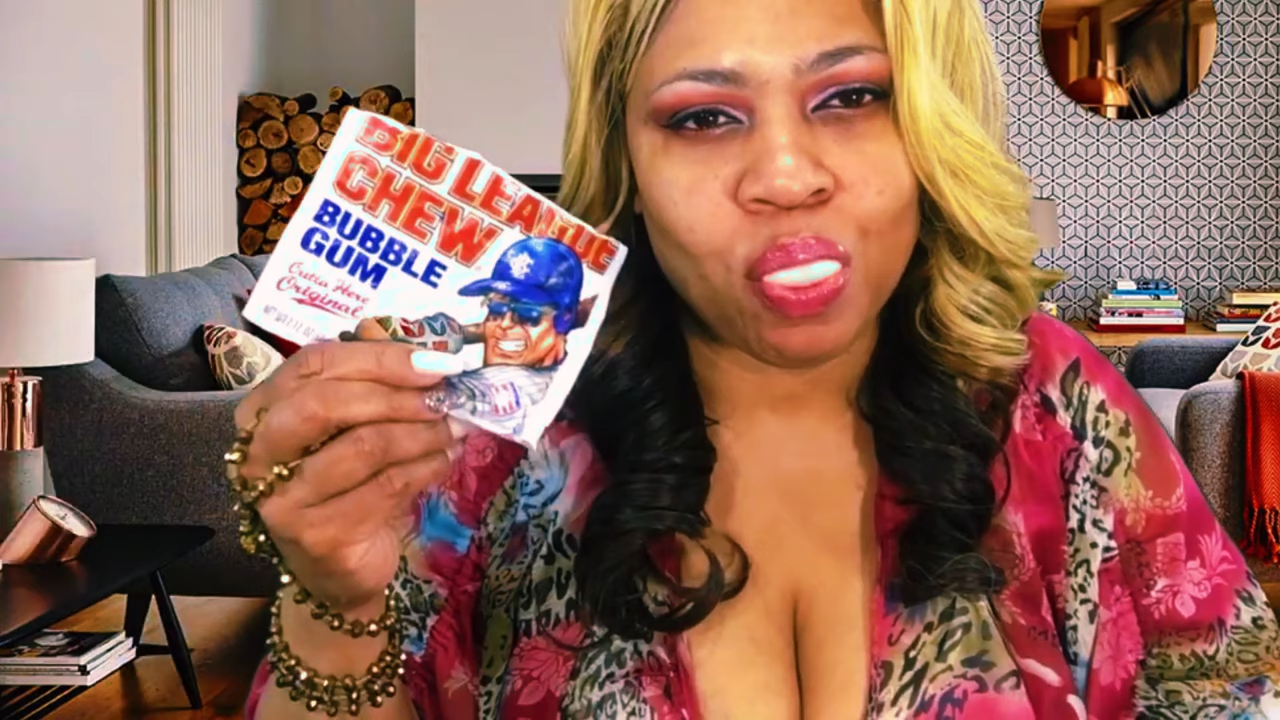 BIG LEAGUE
CHEW
BUBBLE
GUM
Outta Here
Original